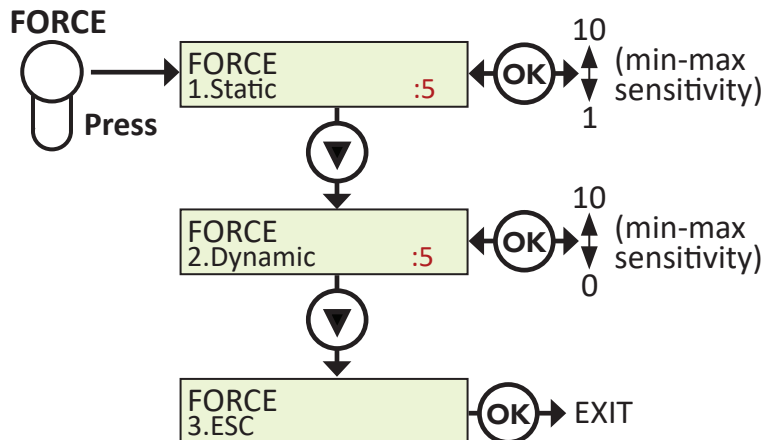 FORCE
Press
FORCE
1.Static :5
OK
10
1
(min-max
sensitivity)
FORCE
2.Dynamic :5
OK
10
0
(min-max
sensitivity)
FORCE
3.ESC
OK
EXIT